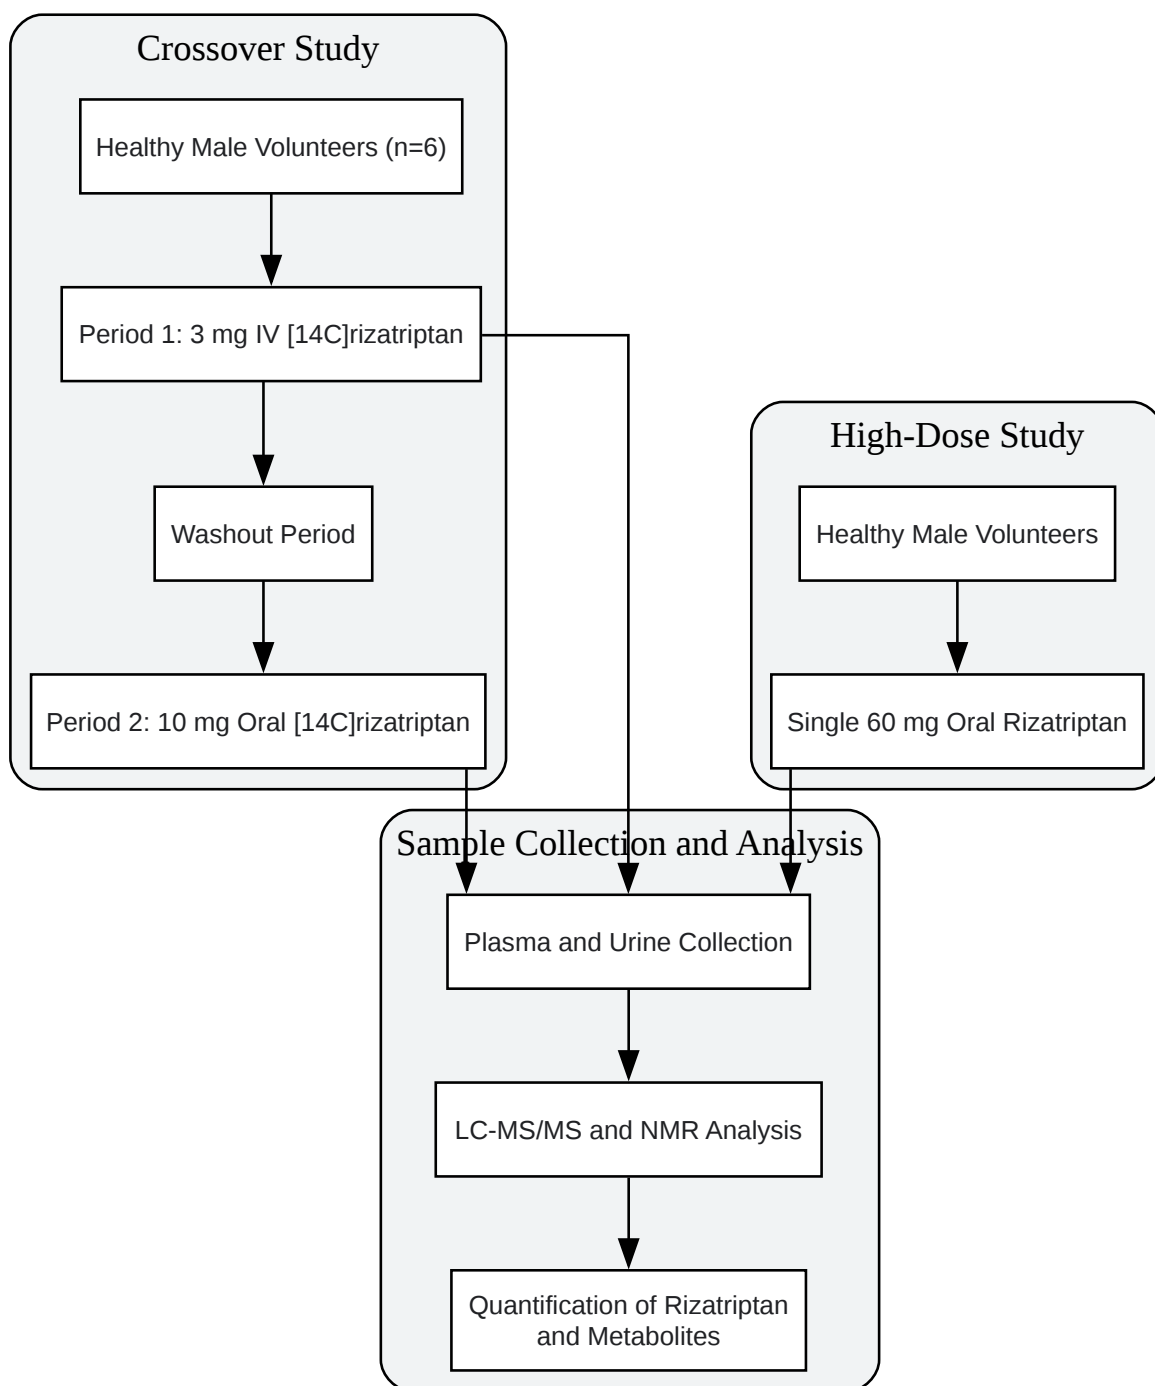 Crossover Study
Healthy Male Volunteers (n=6)
Period 1: 3 mg IV [14C]rizatriptan
Washout Period
Period 2: 10 mg Oral [14C]rizatriptan
High-Dose Study
Healthy Male Volunteers
Single 60 mg Oral Rizatriptan
Sample Collection and Analysis
Plasma and Urine Collection
LC-MS/MS and NMR Analysis
Quantification of Rizatriptan
and Metabolites